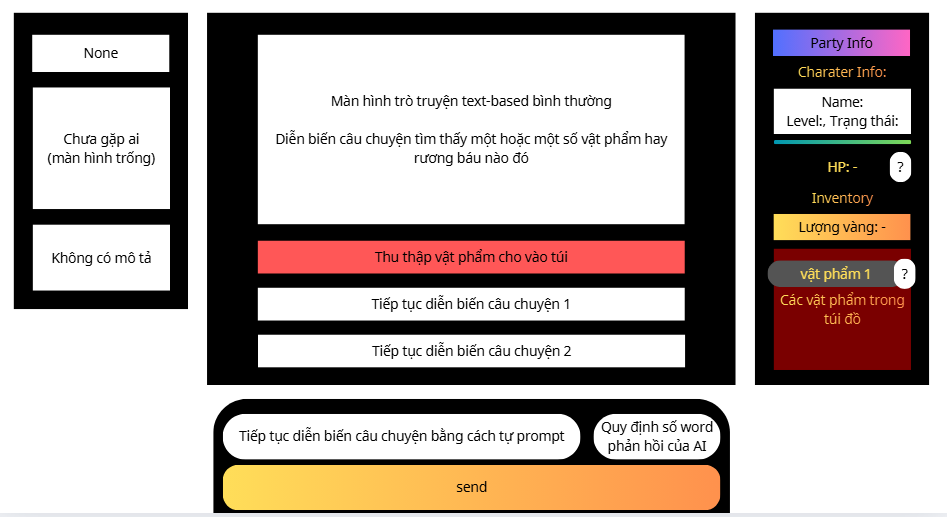 None
Chưa gặp ai
(màn hình trống)
Không có mô tả
Màn hình trò truyện text-based bình thường
Diễn biến câu chuyện tìm thấy một hoặc một số vật phẩm hay
rương báu nào đó
Thu thập vật phẩm cho vào túi
Tiếp tục diễn biến câu chuyện 1
Tiếp tục diễn biến câu chuyện 2
Party Info
Charater Info:
Name:
Level:, Trạng thái:
HP: - ?
Inventory
Lượng vàng: -
vật phẩm 1 ?
Các vật phẩm trong
túi đồ
Tiếp tục diễn biến câu chuyện bằng cách tự prompt
Quy định số word
phản hồi của AI
send